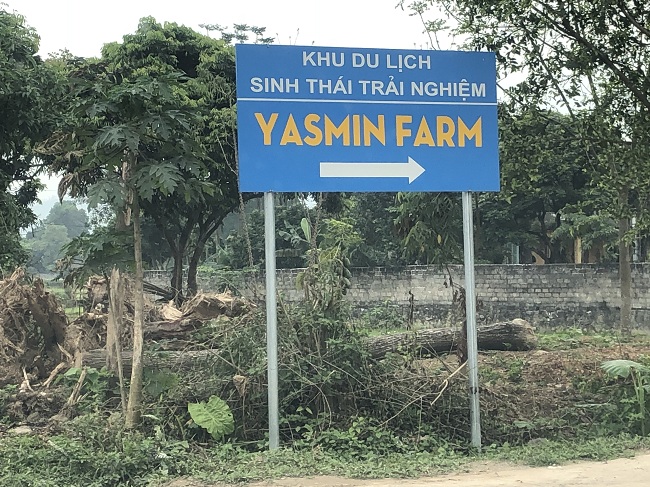 KHU DU LỊCH
SINH THÁI TRẢI NGHIỆM
YASMIN FARM